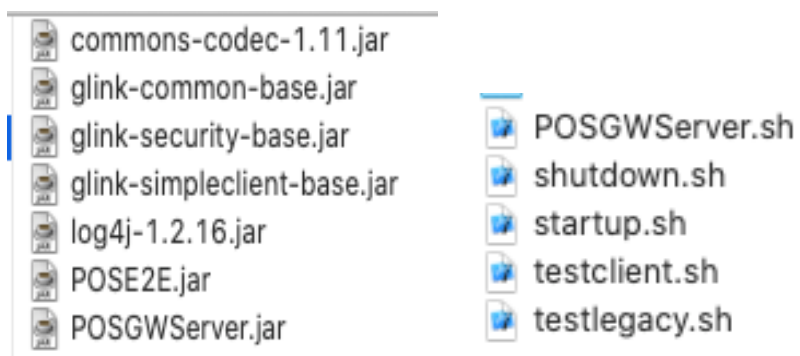 commons-codec-1.11.jar
glink-common-base.jar
glink-security-base.jar
glink-simpleclient-base.jar
log4j-1.2.16.jar
POSE2E.jar
POSGWServer.jar
POSGWServer.sh
shutdown.sh
startup.sh
testclient.sh
testlegacy.sh